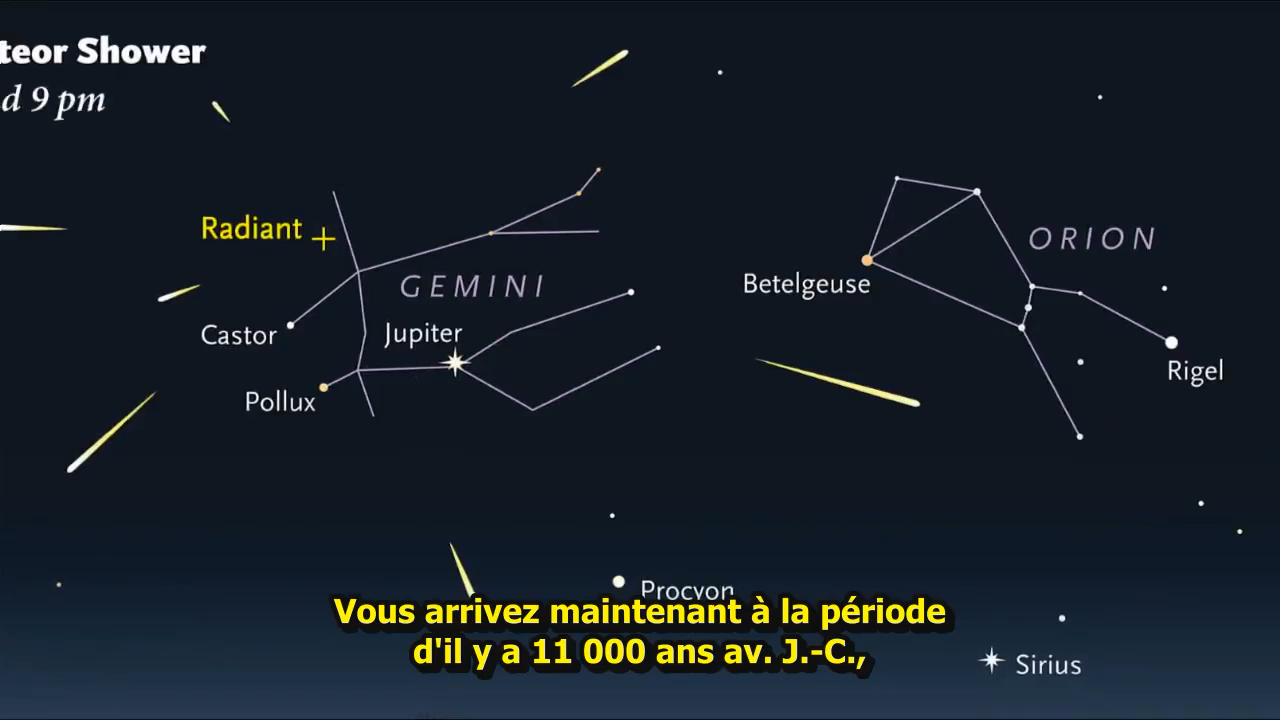 teor Shower
d 9 pm
Radiant
ORION
GEMINI
Betelgeuse
Castor
Jupiter
Rigel
Pollux
Procyon
Vous arrivez maintenant à la période
d'il y a 11 000 ans av. J.-C.,
Sirius